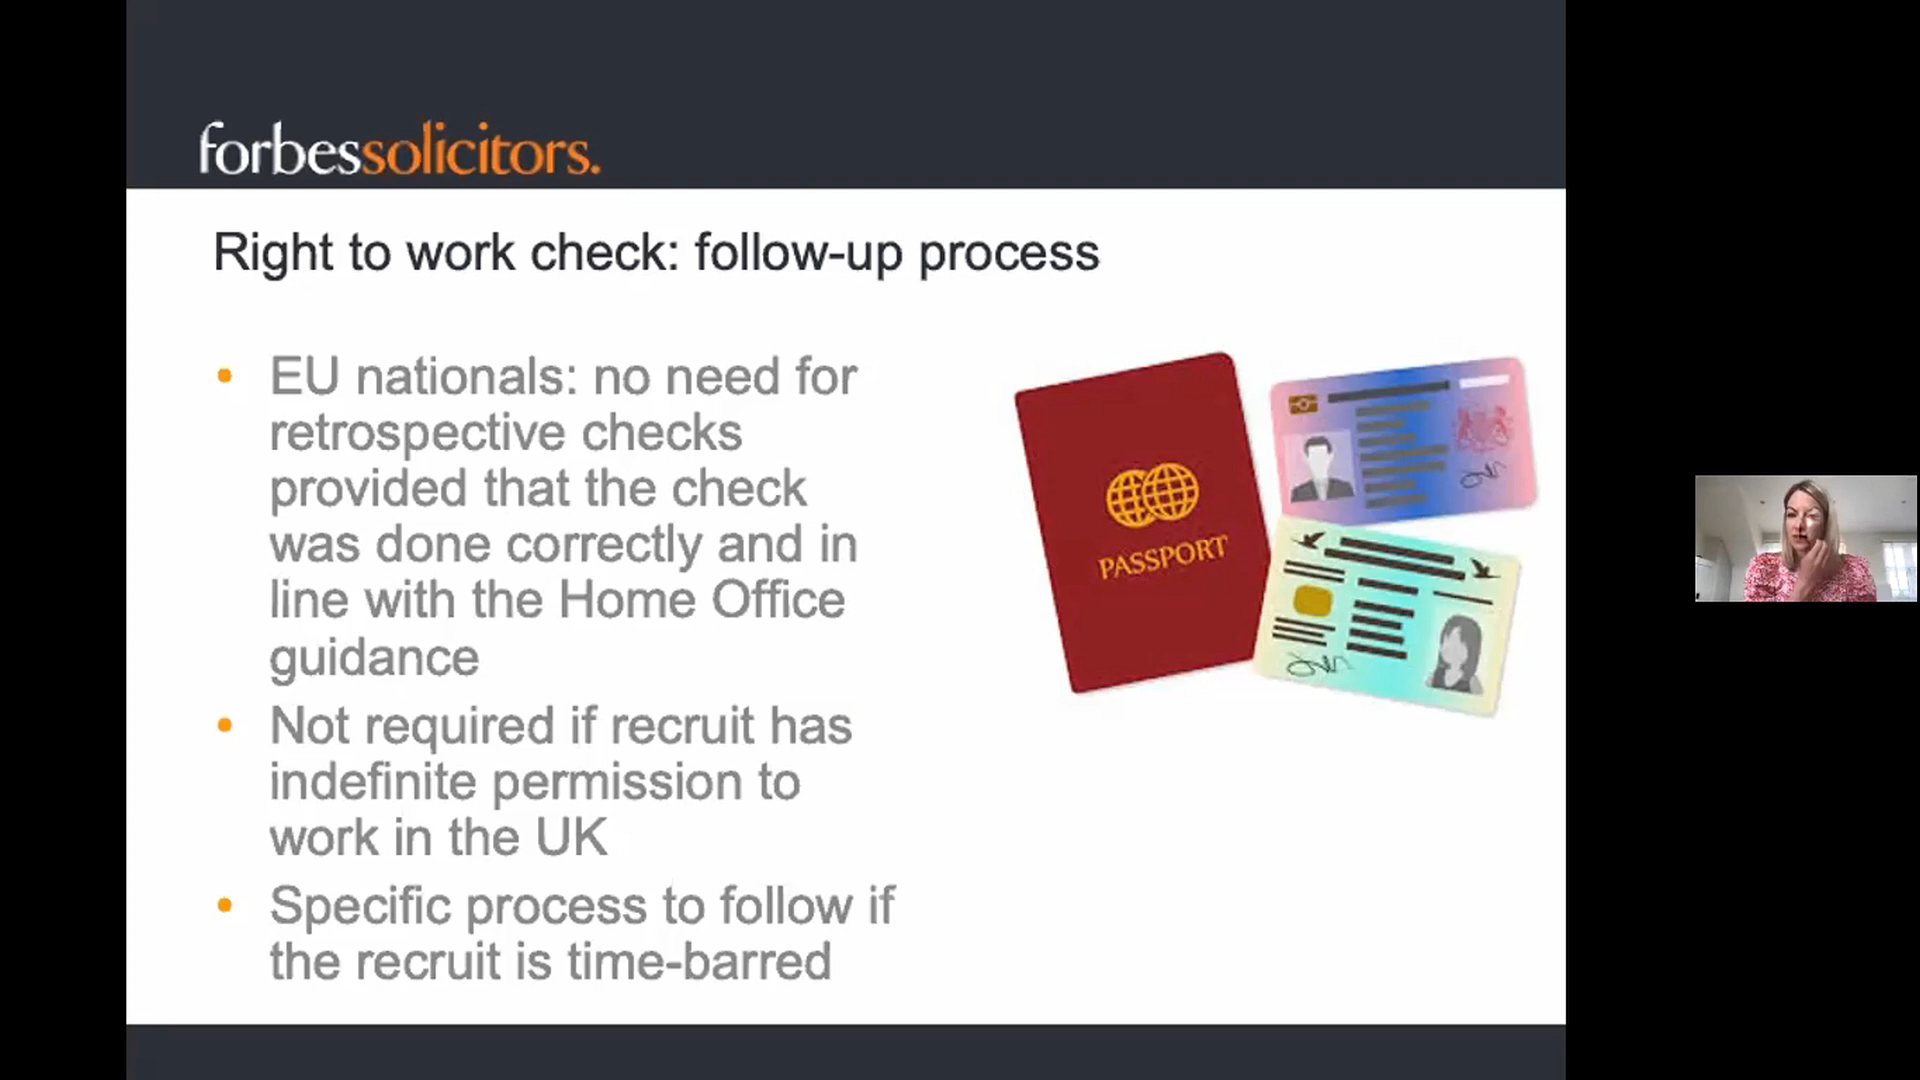 forbessolicitors.
Right to work check: follow-up process
• EU nationals: no need for
retrospective checks
provided that the check
was done correctly and in
line with the Home Office
guidance
• Not required if recruit has
indefinite permission to
work in the UK
• Specific process to follow if
the recruit is time-barred
PASSPORT